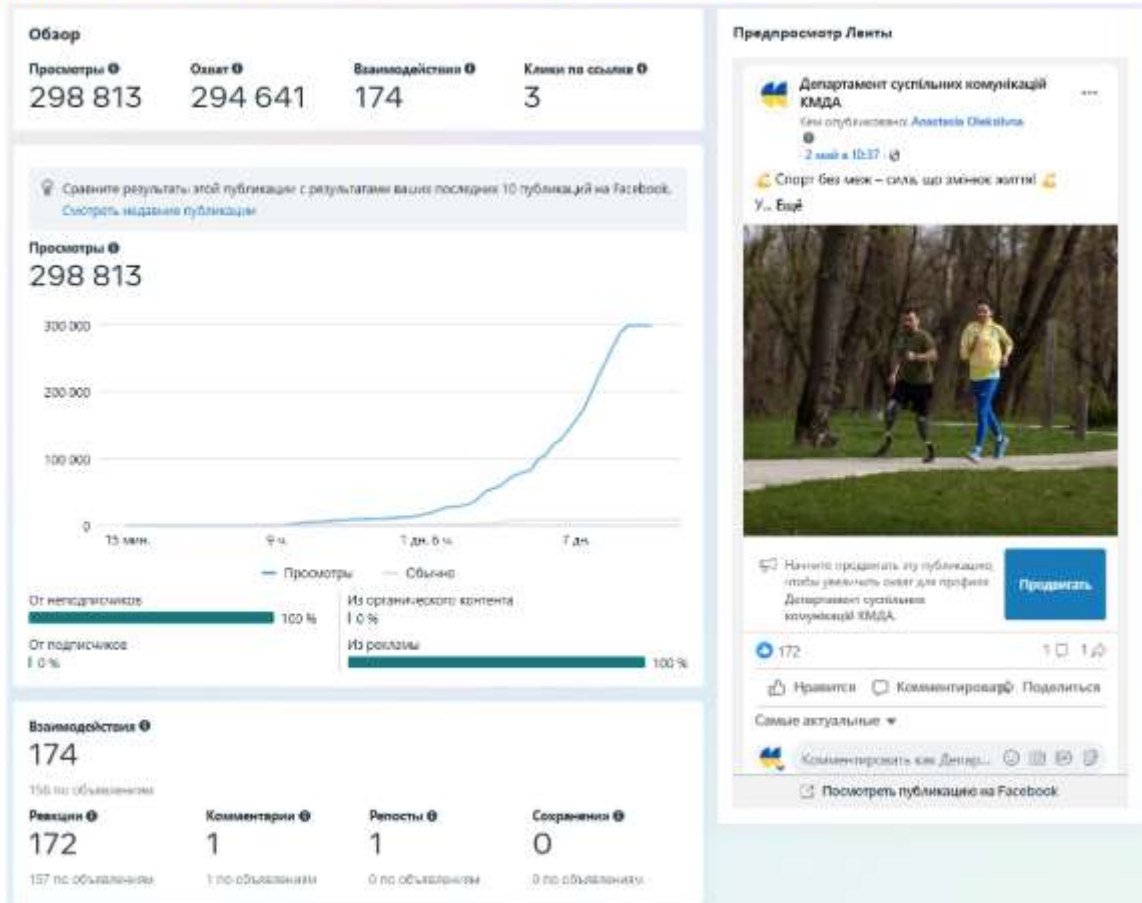 Обзор
Просмотры
Охват
Взаимодействия
Клики по ссылке
298 813
294 641
174
3
Сравните результаты этой публикации с результатами ваших последних 10 публикаций на Facebook.
Смотреть недавние публикации
Просмотры
298 813
300 000
200 000
100 000
0
15 мин.
9 ч.
1 дн. 6 ч.
7 дн.
Просмотры
Обычно
От неподписчиков
100 %
От подписчиков
0 %
Из органического контента
0 %
Из рекламы
100 %
Взаимодействия
174
по объявлениям
Реакции
Комментарии
Репосты
Сохранения
172
1
1
0
157 по объявлениям
1 по объявлениям
0 по объявлениям
0 по объявлениям
Предпросмотр Ленты
Департамент суспільних комунікацій
КМДА
Кем опубликовано: Anastasia
2 май в 10:37
Спорт без меж – сила, що змінює життя!
У... Ещё
Начните продвигать эту публикацию,
чтобы увеличить охват для профиля
Департамент суспільних
комунікацій КМДА.
Продвигать
172
1
1
Нравится
Комментировать
Поделиться
Самые актуальные
Комментировать как Депар...
Посмотреть публикацию на Facebook